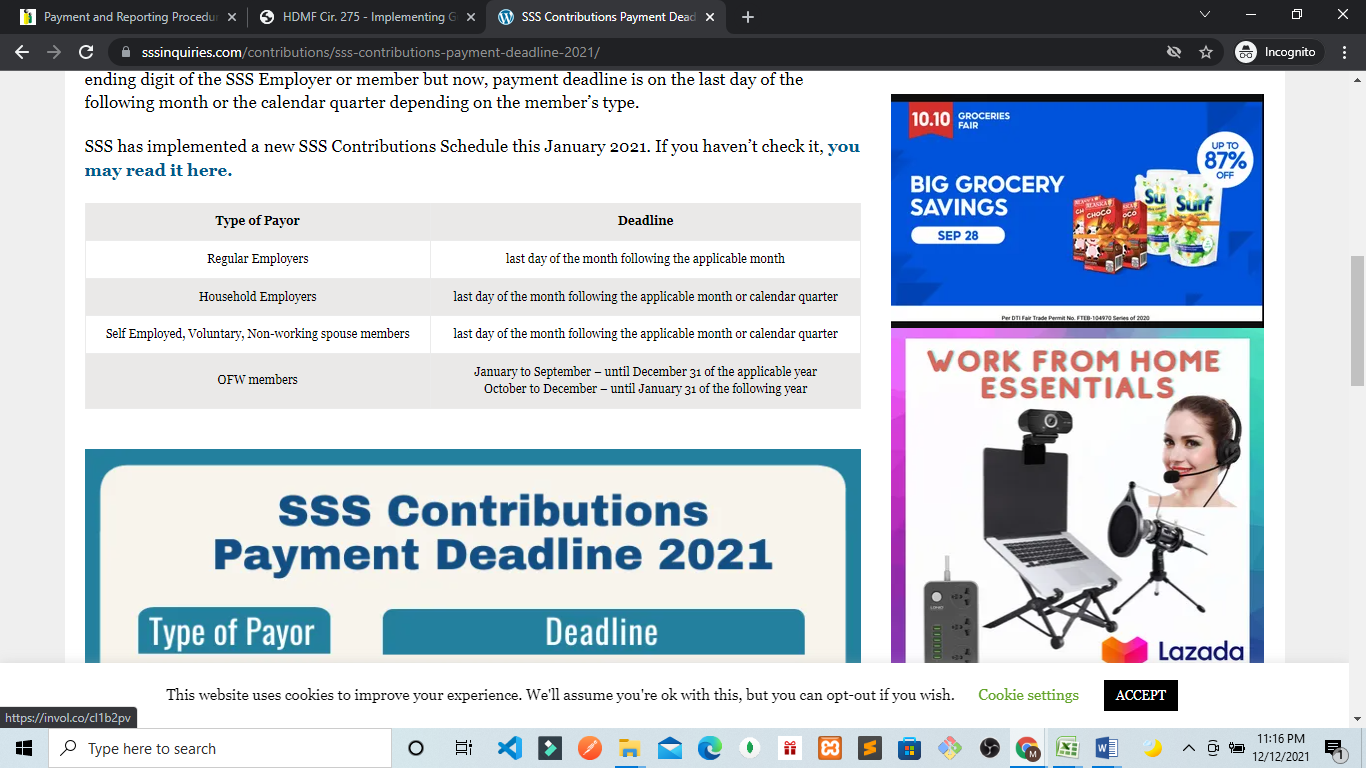 Payment and Reporting Procedu
HDMF Cir. 275 - Implementing G
SSS Contributions Payment Dead
sssinquiries.com/contributions/sss-contributions-payment-deadline-2021/
Incognito
ending digit of the SSS Employer or member but now, payment deadline is on the last day of the
following month or the calendar quarter depending on the member's type.
SSS has implemented a new SSS Contributions Schedule this January 2021. If you haven't check it, you
may read it here.
Type of Payor Deadline
Regular Employers last day of the month following the applicable month
Household Employers last day of the month following the applicable month or calendar quarter
Self Employed, Voluntary, Non-working spouse members last day of the month following the applicable month or calendar quarter
OFW members
January to September – until December 31 of the applicable year
October to December – until January 31 of the following year
SSS Contributions
Payment Deadline 2021
Type of Payor Deadline
10.10 GROCERIES
FAIR
UP TO
87%
OFF
BIG GROCERY
SAVINGS
SEP 28
CHOCO
Su
Surf
Per DTI Fair Trade Permit No. FTEB-104970 Series of 2020
WORK FROM HOME
ESSENTIALS
Lazada
This website uses cookies to improve your experience. We'll assume you're ok with this, but you can opt-out if you wish. Cookie settings ACCEPT
https://invol.co/cl1b2pv
Type here to search
11:16 PM
12/12/2021
1